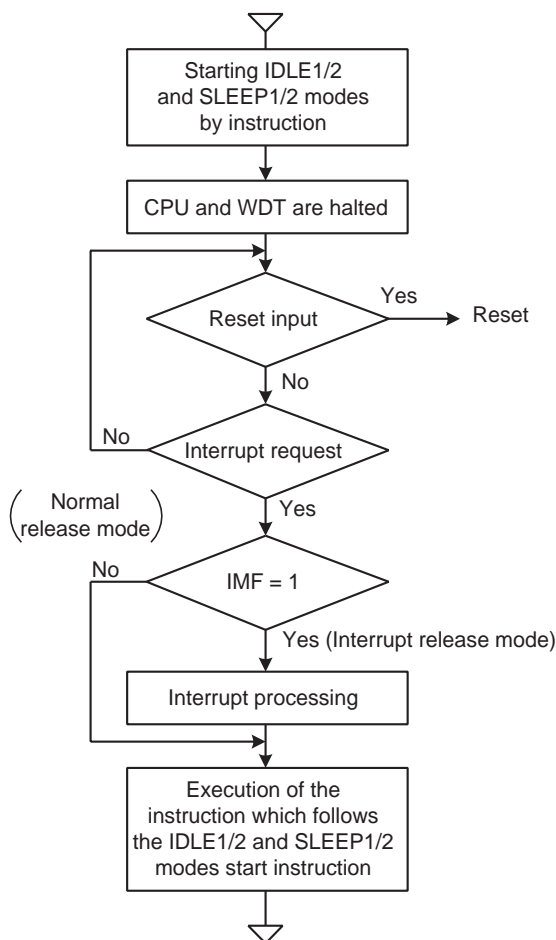 Starting IDLE1/2
and SLEEP1/2 modes
by instruction
CPU and WDT are halted
Reset input
Yes
Reset
No
Interrupt request
No
Yes
Normal
release mode
IMF = 1
No
Yes (Interrupt release mode)
Interrupt processing
Execution of the
instruction which follows
the IDLE1/2 and SLEEP1/2
modes start instruction